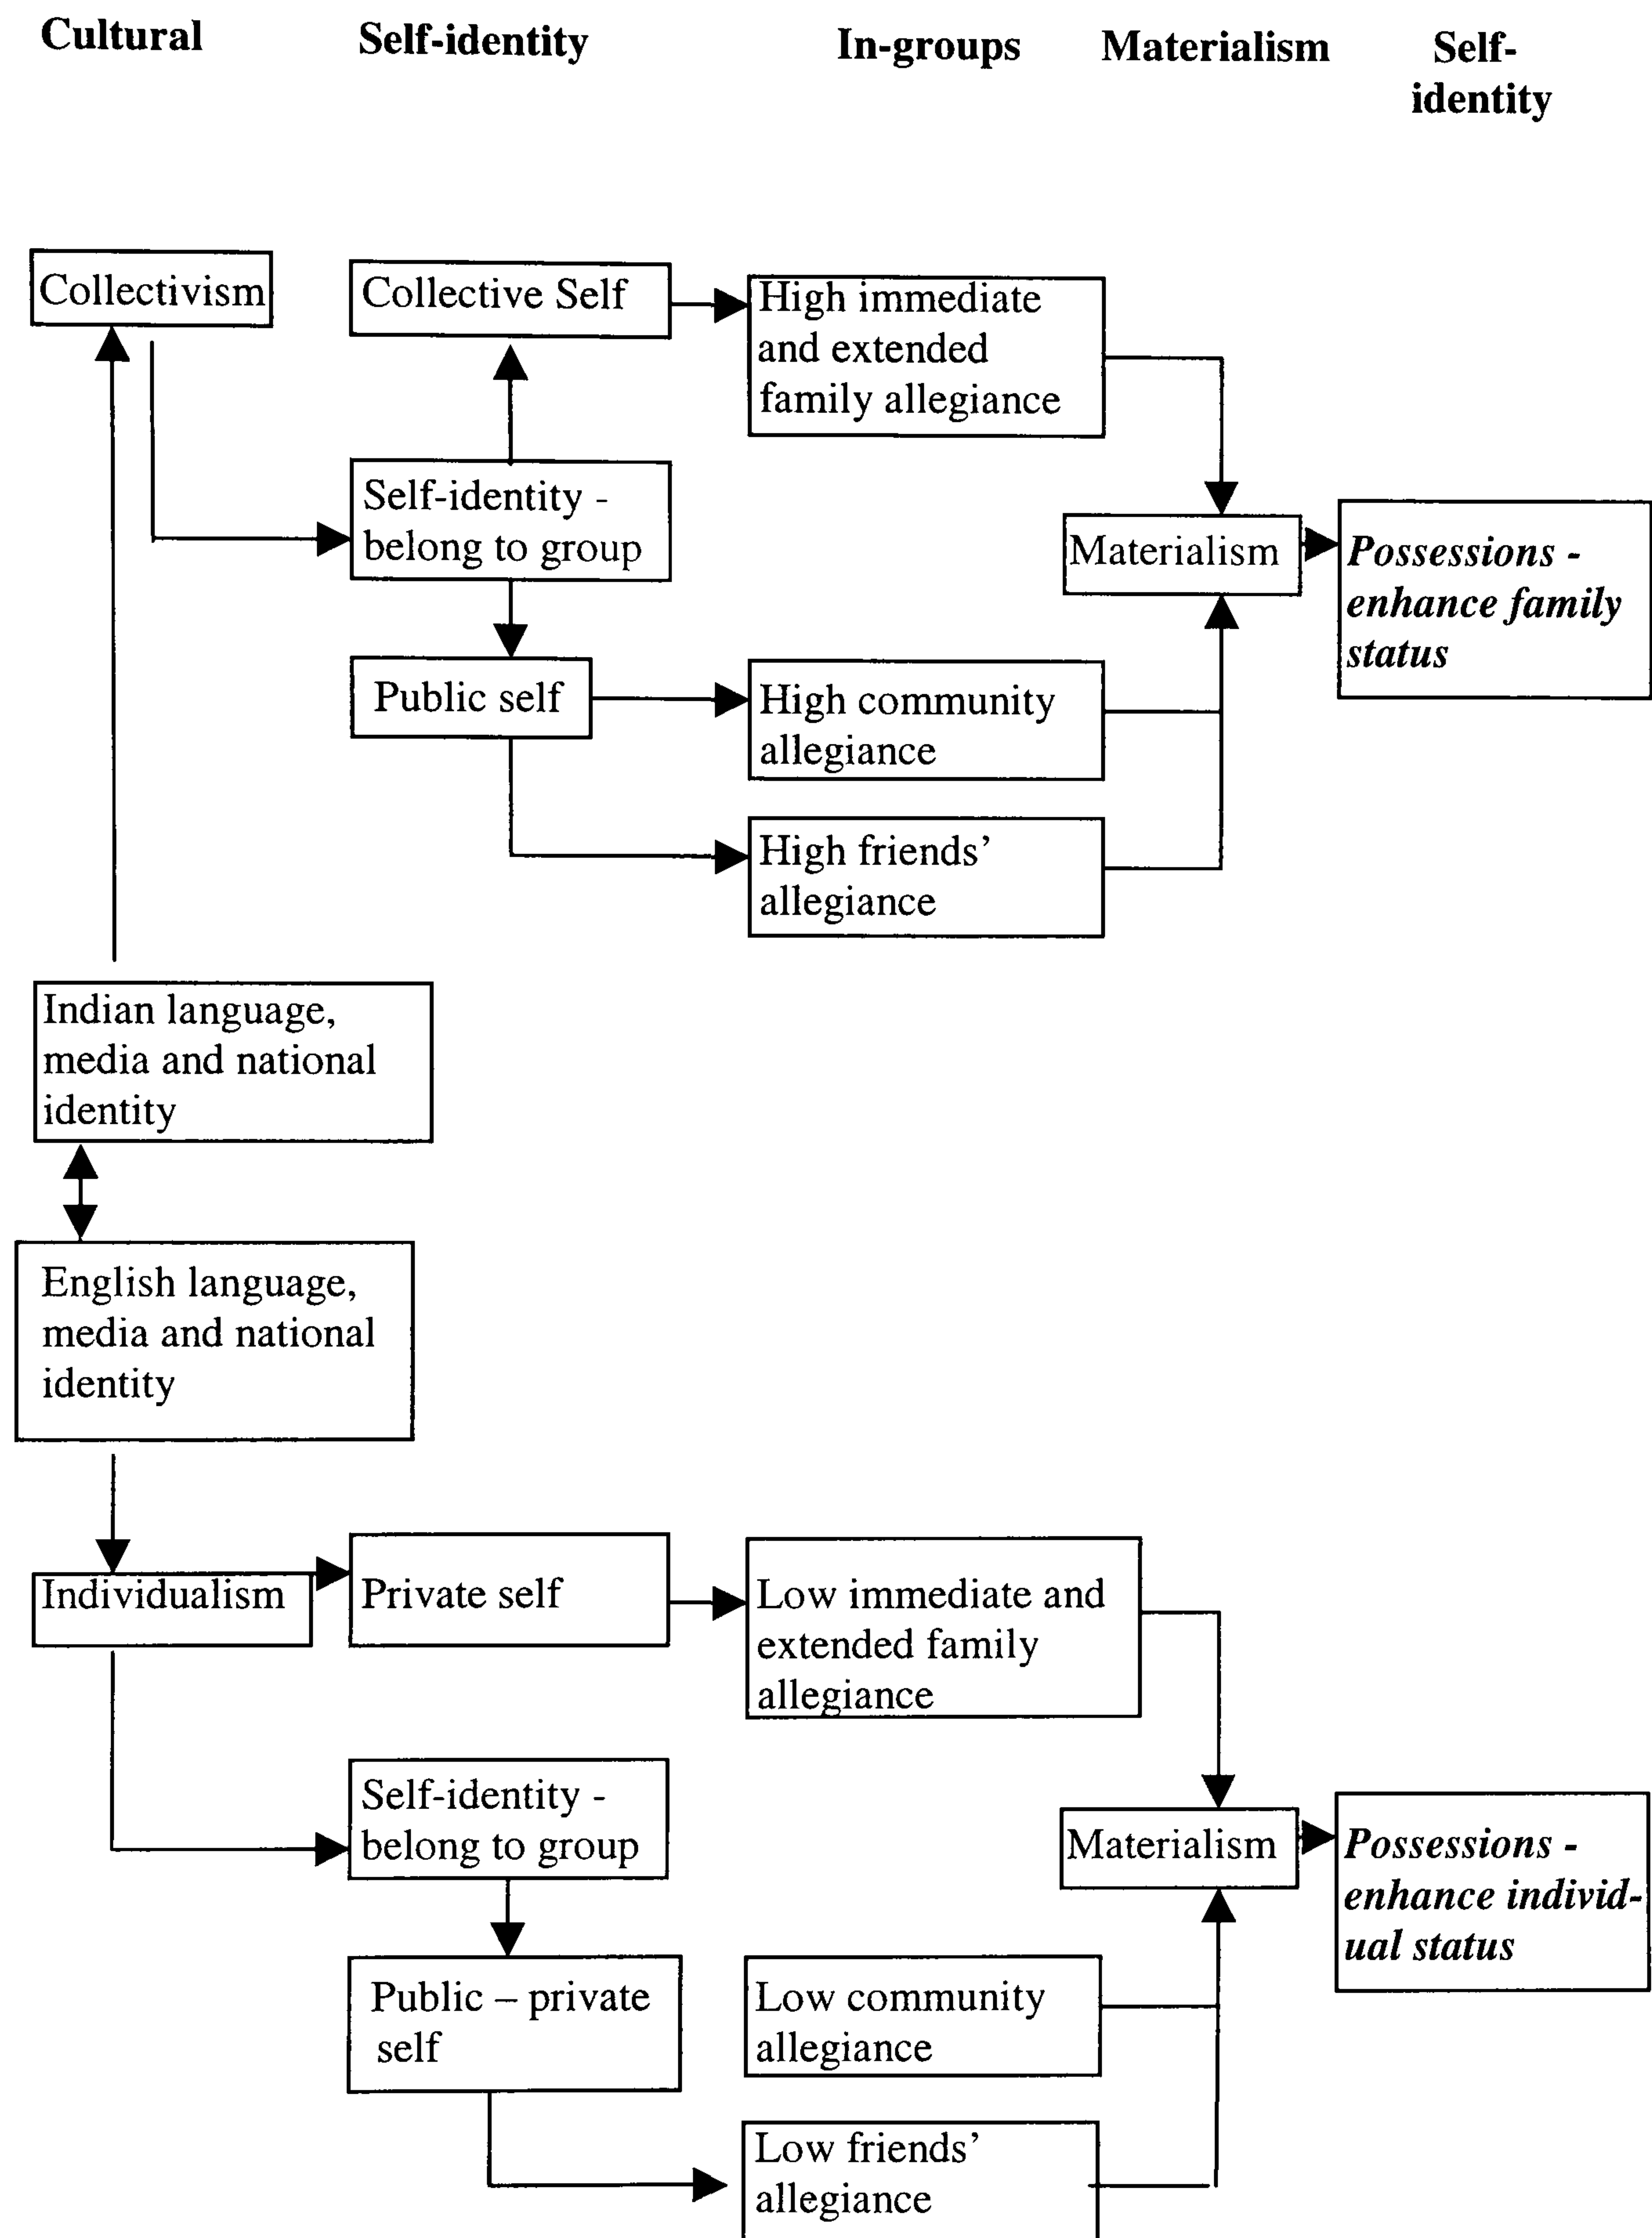 Cultural
Self-identity
In-groups
Materialism
Self-
identity
Collectivism
Collective Self
High immediate
and extended
family allegiance
Self-identity -
belong to group
Materialism
Possessions -
enhance family
status
Public self
High community
allegiance
High friends’
allegiance
Indian language,
media and national
identity
English language,
media and national
identity
Individualism
Private self
Low immediate and
extended family
allegiance
Self-identity -
belong to group
Materialism
Possessions -
enhance individ-
ual status
Public – private
self
Low community
allegiance
Low friends’
allegiance